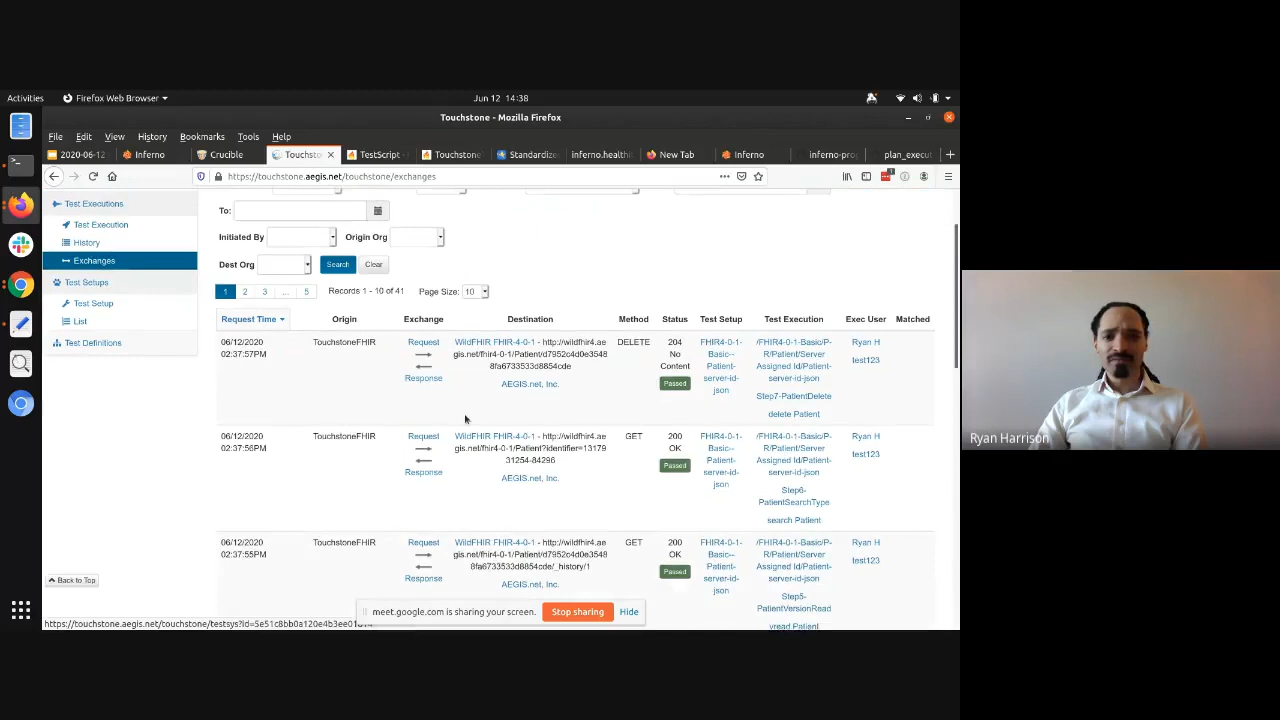 Activities
Firefox Web Browser
Jun 12 14:38
Touchstone - Mozilla Firefox
File Edit View History Bookmarks Tools Help
2020-06-12
Inferno
Crucible
Touchsto
TestScript
Touchstone
Standardize
inferno.health
New Tab
Inferno
inferno-prog
plan_execut
https://touchstone.aegis.net/touchstone/exchanges
Test Executions
Test Execution
History
Exchanges
Test Setups
Test Setup
List
Test Definitions
To:
Initiated By
Origin Org
Dest Org
Search
Clear
1 2 3 ... 5
Records 1 - 10 of 41
Page Size: 10
Request Time Origin Exchange Destination Method Status Test Setup Test Execution Exec User Matched
06/12/2020
02:37:57PM
TouchstoneFHIR
Request
Response
WildFHIR FHIR-4-0-1 - http://wildfhir4.ae
gis.net/fhir4-0-1/Patient/d7952c4d0e3548
8fa6733533d8854cde
AEGIS.net, Inc.
DELETE
204
No
Content
Passed
FHIR4-0-1-
Basic--
Patient-
server-id-
json
/FHIR4-0-1-Basic/P-
R/Patient/Server
Assigned Id/Patient-
server-id-json
Step7-PatientDelete
delete Patient
Ryan H
test123
06/12/2020
02:37:56PM
TouchstoneFHIR
Request
Response
WildFHIR FHIR-4-0-1 - http://wildfhir4.ae
gis.net/fhir4-0-1/Patient?identifier=13179
31254-84296
AEGIS.net, Inc.
GET
200
OK
Passed
FHIR4-0-1-
Basic--
Patient-
server-id-
json
/FHIR4-0-1-Basic/P-
R/Patient/Server
Assigned Id/Patient-
server-id-json
Step6-
PatientSearchType
search Patient
Ryan H
test123
06/12/2020
02:37:55PM
TouchstoneFHIR
Request
Response
WildFHIR FHIR-4-0-1 - http://wildfhir4.ae
gis.net/fhir4-0-1/Patient/d7952c4d0e3548
8fa6733533d8854cde/_history/1
AEGIS.net, Inc.
GET
200
OK
Passed
FHIR4-0-1-
Basic--
Patient-
server-id-
json
/FHIR4-0-1-Basic/P-
R/Patient/Server
Assigned Id/Patient-
server-id-json
Step5-
PatientVersionRead
vread Patient
Ryan H
test123
Back to Top
meet.google.com is sharing your screen.
Stop sharing
Hide
Ryan Harrison